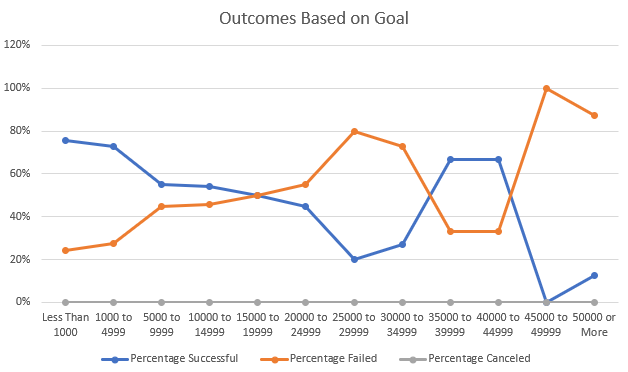 Outcomes Based on Goal
120%
100%
80%
60%
40%
20%
0%
Less Than 1000 to 5000 to 10000 to 15000 to 20000 to 25000 to 30000 to 35000 to 40000 to 45000 to 50000 or
1000 4999 9999 14999 19999 24999 29999 34999 39999 44999 49999 More
Percentage Successful Percentage Failed Percentage Canceled